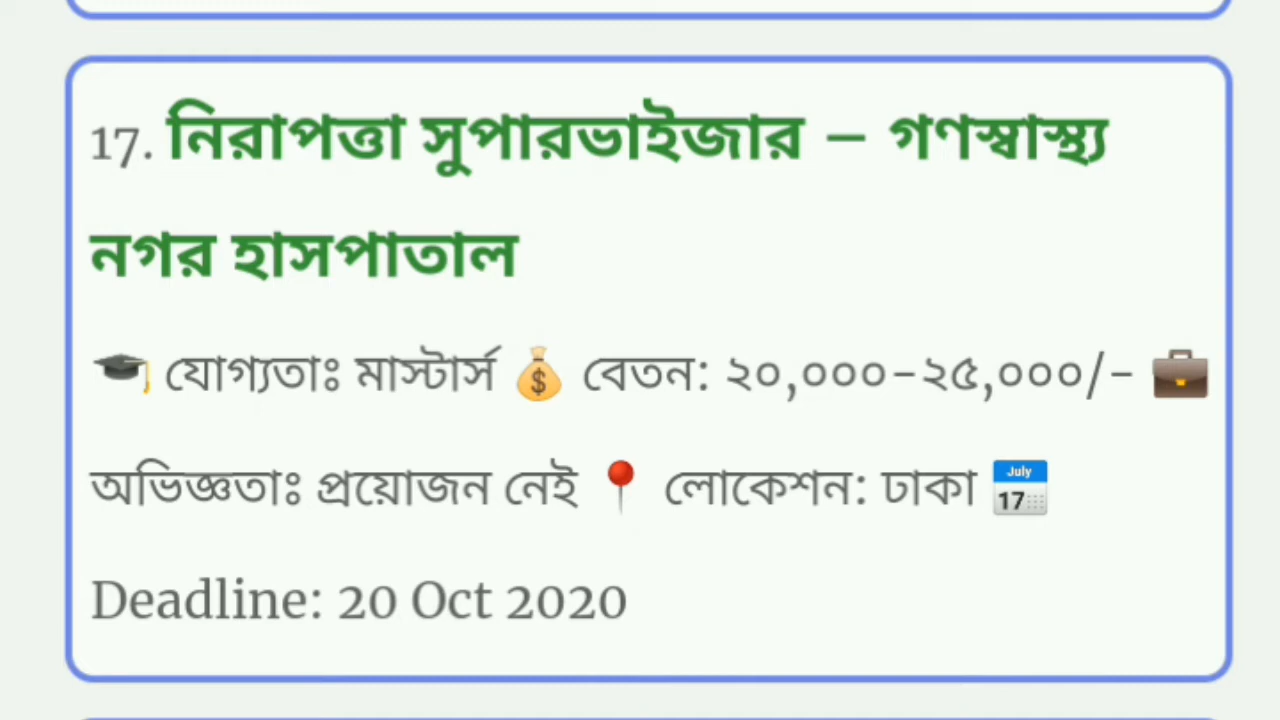 17. নিরাপত্তা সুপারভাইজার – গণস্বাস্থ্য
নগর হাসপাতাল
🎓 যোগ্যতাঃ মাস্টার্স 💰 বেতন: ২০,০০০-২৫,০০০/- 💼
অভিজ্ঞতাঃ প্রয়োজন নেই 📍 লোকেশন: ঢাকা 📅
Deadline: 20 Oct 2020